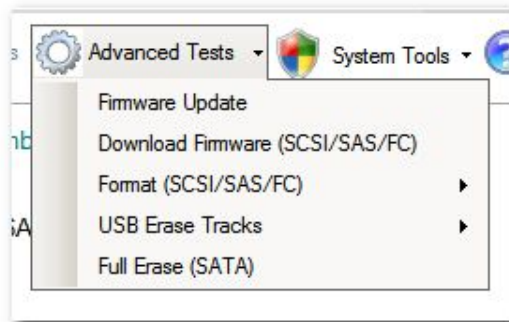 Advanced Tests
System Tools
Firmware Update
Download Firmware (SCSI/SAS/FC)
Format (SCSI/SAS/FC)
USB Erase Tracks
Full Erase (SATA)